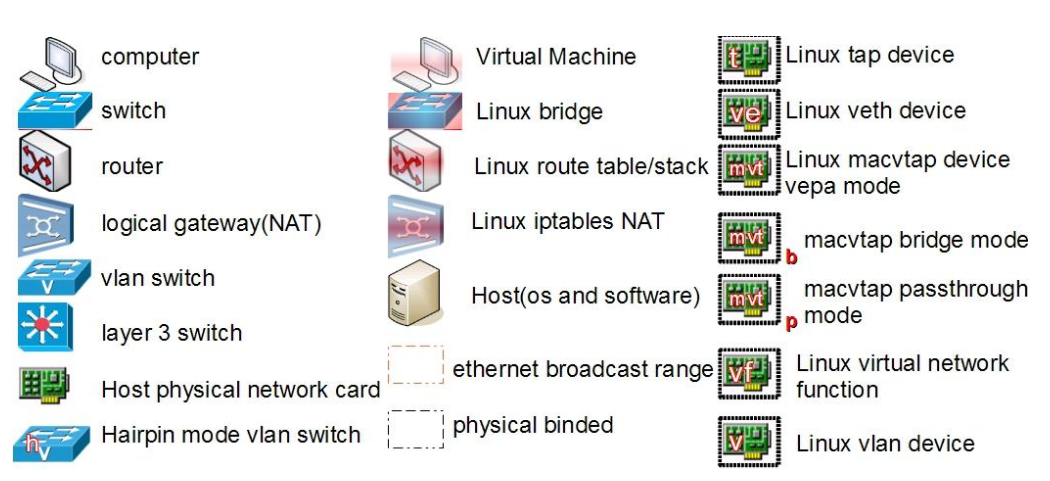 computer
switch
router
logical gateway(NAT)
vlan switch
V
layer 3 switch
Host physical network card
Hairpin mode vlan switch
h
V
Virtual Machine
Linux bridge
Linux route table/stack
Linux iptables NAT
Host(os and software)
ethernet broadcast range
physical binded
t
Linux tap device
ve
Linux veth device
mvt
Linux macvtap device
vepa mode
mvt
b
macvtap bridge mode
mvt
p
macvtap passthrough
mode
vf
Linux virtual network
function
v
Linux vlan device